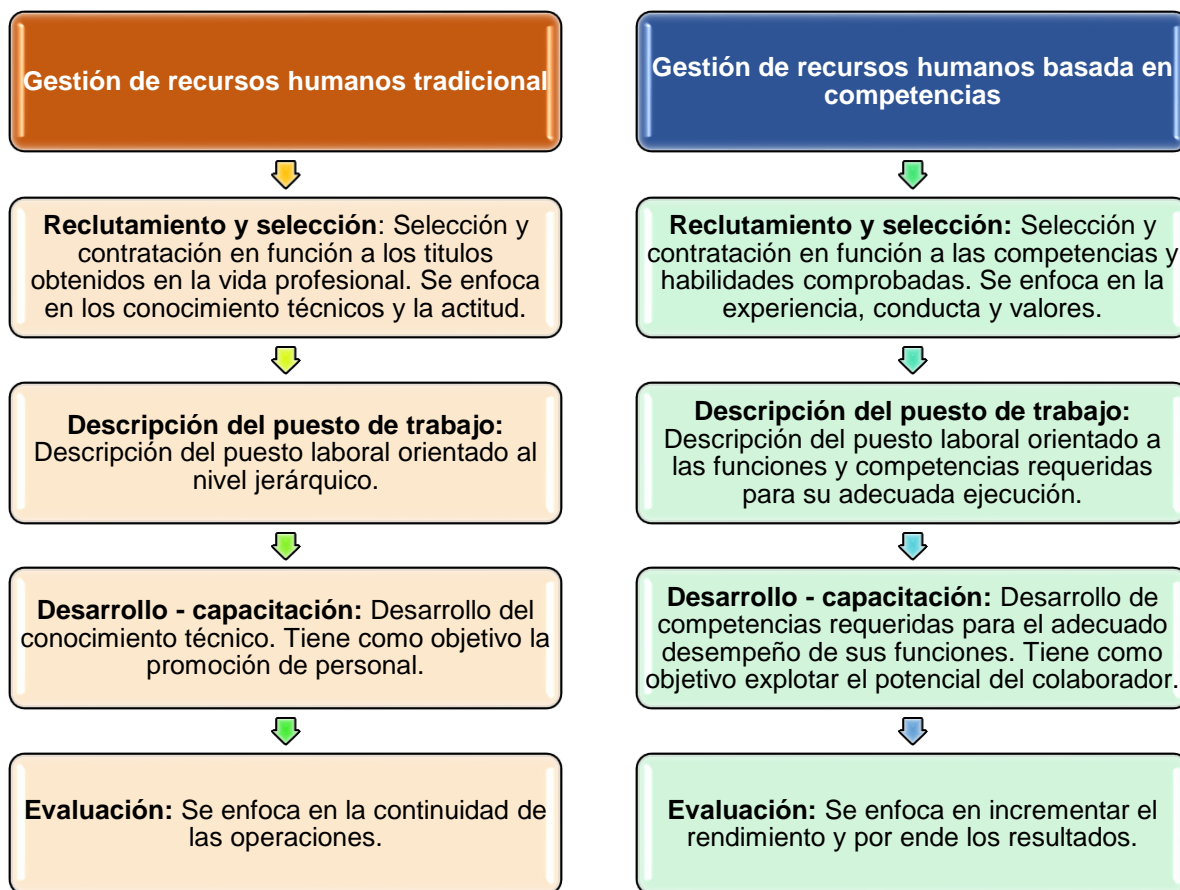 Gestión de recursos humanos tradicional
Reclutamiento y selección: Selección y
contratación en función a los titulos
obtenidos en la vida profesional. Se enfoca
en los conocimiento técnicos y la actitud.
Descripción del puesto de trabajo:
Descripción del puesto laboral orientado al
nivel jerárquico.
Desarrollo - capacitación: Desarrollo del
conocimiento técnico. Tiene como objetivo la
promoción de personal.
Evaluación: Se enfoca en la continuidad de
las operaciones.
Gestión de recursos humanos basada en
competencias
Reclutamiento y selección: Selección y
contratación en función a las competencias y
habilidades comprobadas. Se enfoca en la
experiencia, conducta y valores.
Descripción del puesto de trabajo:
Descripción del puesto laboral orientado a
las funciones y competencias requeridas
para su adecuada ejecución.
Desarrollo - capacitación: Desarrollo de
competencias requeridas para el adecuado
desempeño de sus funciones. Tiene como
objetivo explotar el potencial del colaborador.
Evaluación: Se enfoca en incrementar el
rendimiento y por ende los resultados.